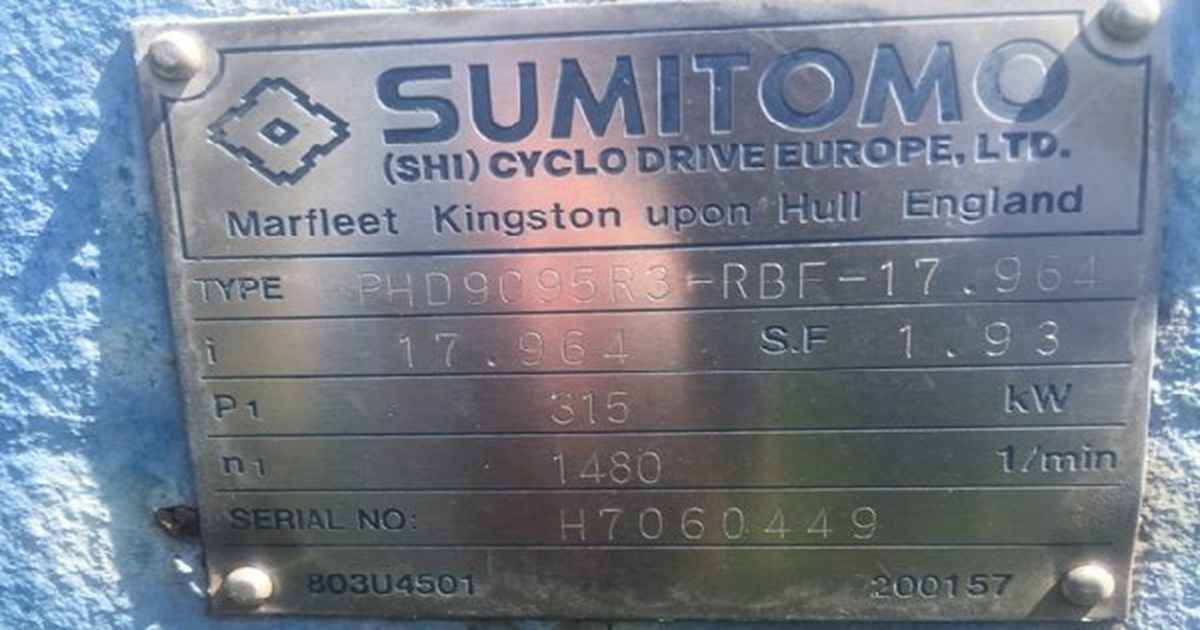 SUMITOMO
(SHI) CYCLO DRIVE EUROPE, LTD.
Marfleet Kingston upon Hull England
TYPE PHD9095R3-RBF-17.964
i 17.964 S.F 1.93
P1 315 kW
n1 1480 1/min
SERIAL NO: H7060449
803U4501 200157